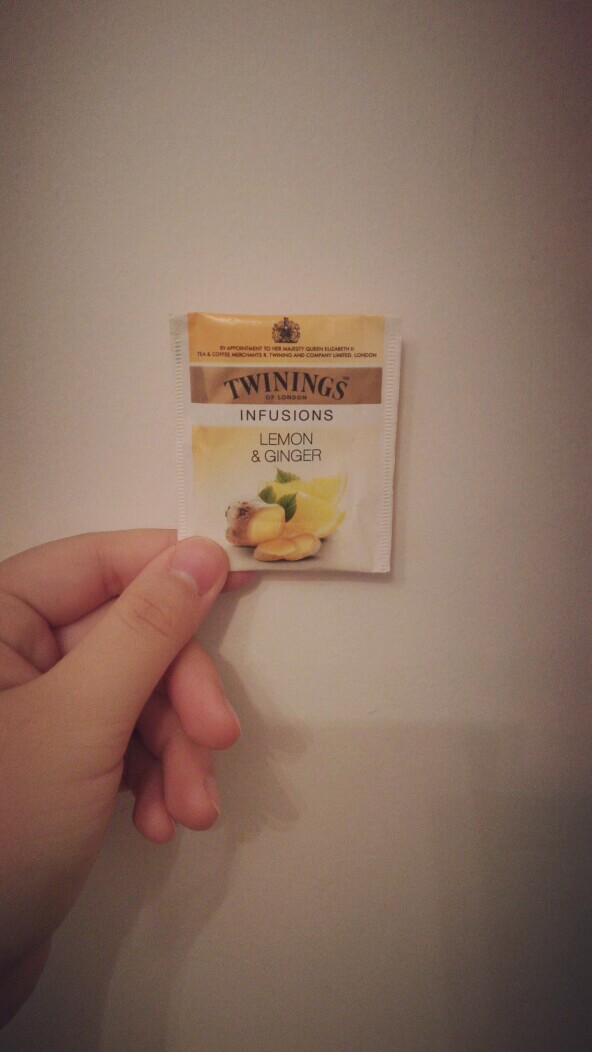 BY APPOINTMENT TO HER MAJESTY QUEEN ELIZABETH II
TEA & COFFEE MERCHANTS R. TWINING AND COMPANY LIMITED, LONDON
TWININGS™
OF LONDON
INFUSIONS
LEMON
& GINGER